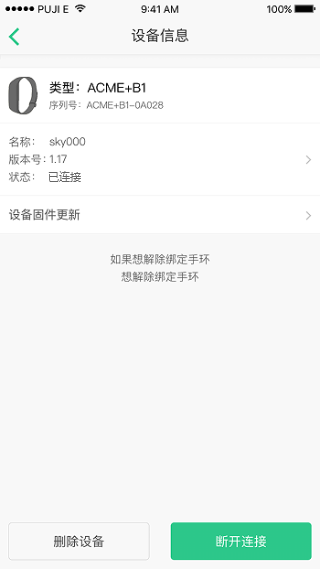 PUJI E
9:41 AM
100%
设备信息
类型：ACME+B1
序列号：ACME+B1-0A028
名称： sky000
版本号：1.17
状态： 已连接
设备固件更新
如果想解除绑定手环
想解除绑定手环
删除设备
断开连接